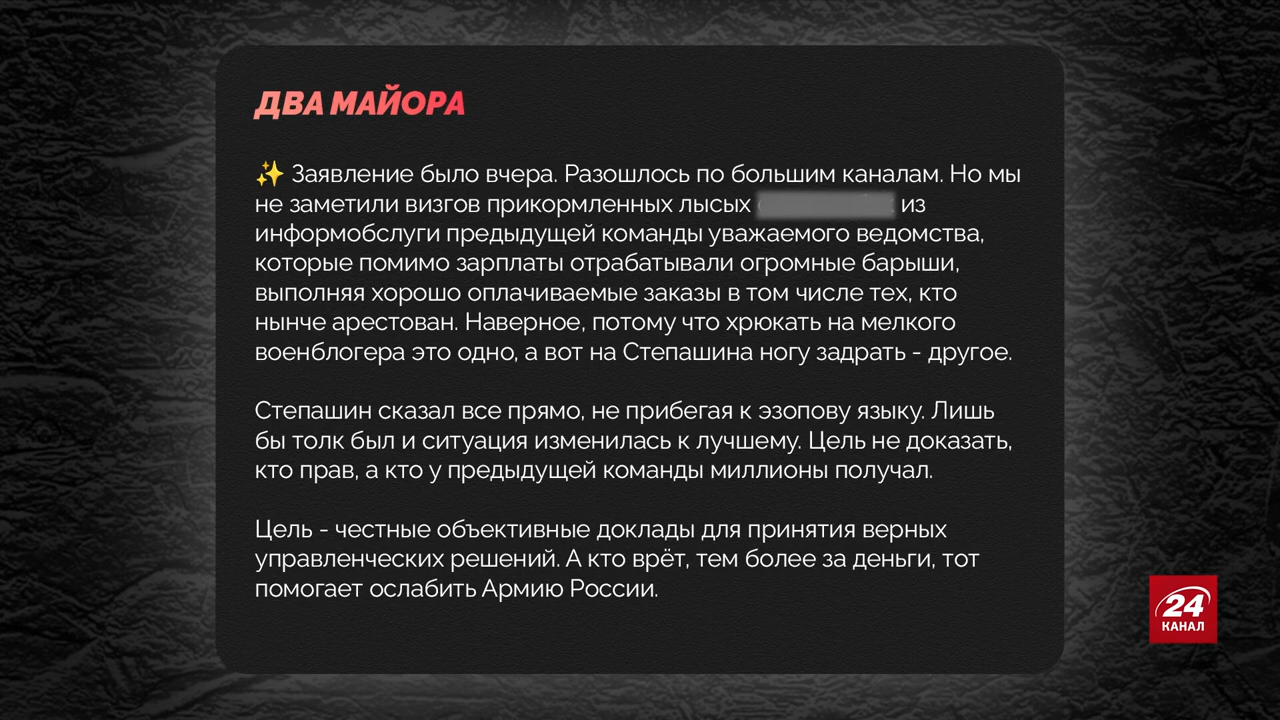 ДВА МАЙОРА
✨ Заявление было вчера. Разошлось по большим каналам. Но мы
не заметили визгов прикормленных лысых из
информобслуги предыдущей команды уважаемого ведомства,
которые помимо зарплаты отрабатывали огромные барыши,
выполняя хорошо оплачиваемые заказы в том числе тех, кто
нынче арестован. Наверное, потому что хрюкать на мелкого
военблогера это одно, а вот на Степашина ногу задрать - другое.
Степашин сказал все прямо, не прибегая к эзопову языку. Лишь
бы толк был и ситуация изменилась к лучшему. Цель не доказать,
кто прав, а кто у предыдущей команды миллионы получал.
Цель - честные объективные доклады для принятия верных
управленческих решений. А кто врёт, тем более за деньги, тот
помогает ослабить Армию России.
24
КАНАЛ